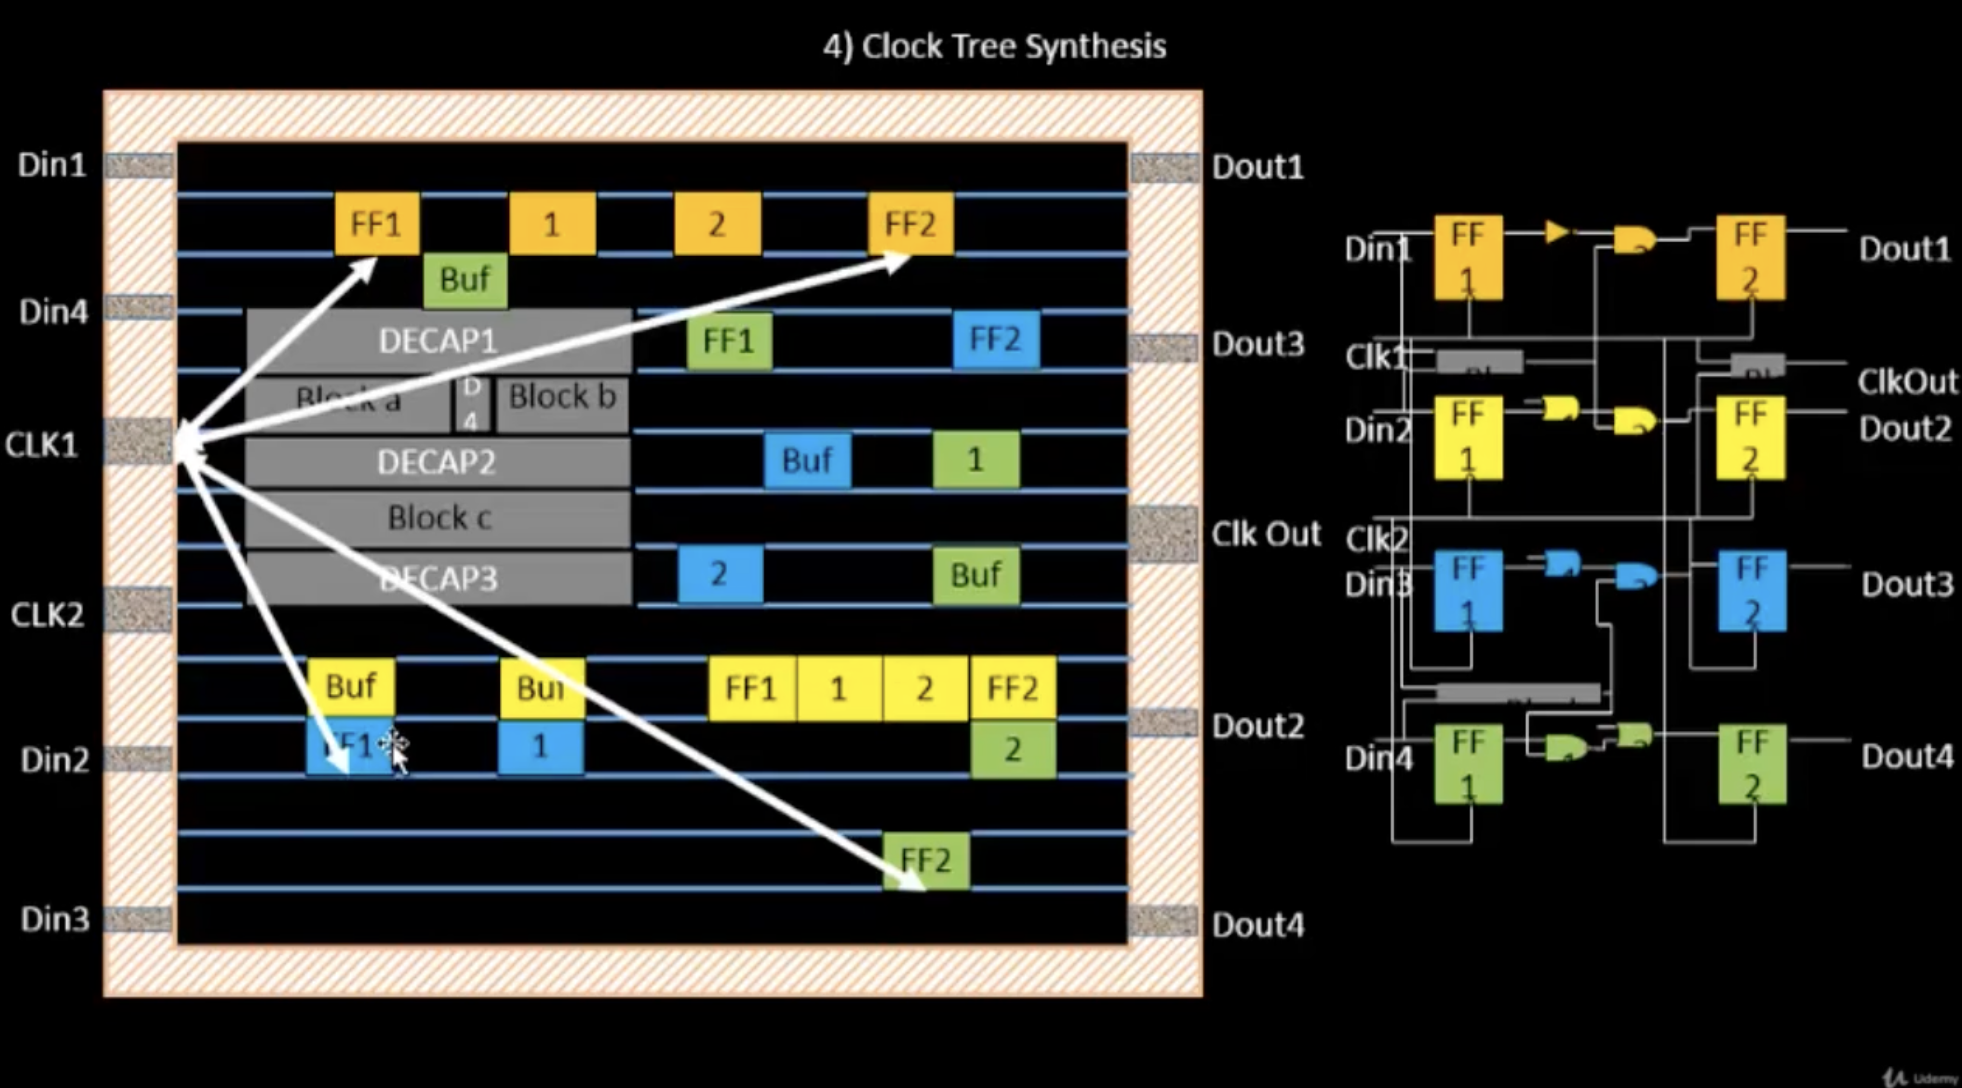 4) Clock Tree Synthesis
Din1
Dout1
FF1 1 2 FF2
Buf
Din4
DECAP1
FF1 FF2
Dout3
Block a
D
4
Block b
CLK1
DECAP2
Buf 1
Block c
Clk Out
DECAP3
2 Buf
CLK2
Buf FF1 1 2 FF2
FF1 1 2
Din2
Dout2
FF2
Din3
Dout4
Din1
FF
1
2
FF
2
Dout1
Clk1
ClkOut
Din2
FF
1
FF
2
Dout2
Clk2
Din3
FF
1
FF
2
Dout3
Din4
FF
1
FF
2
Dout4
Udemy